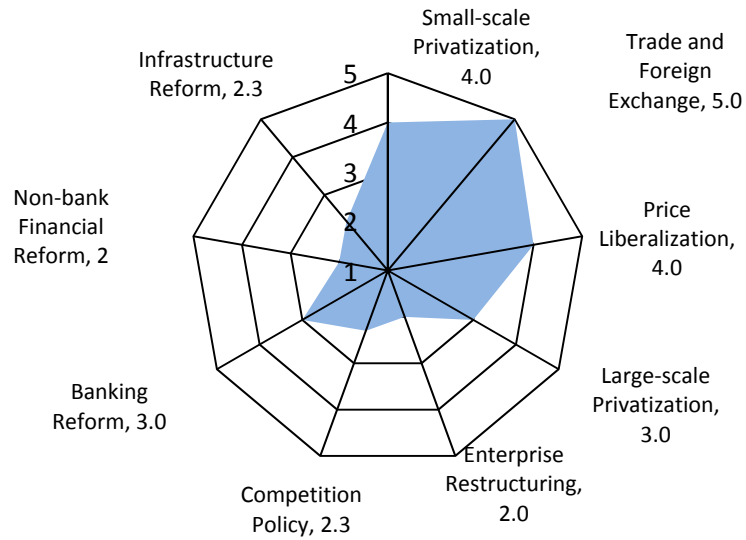 Small-scale
Privatization,
4.0
Trade and
Foreign
Exchange, 5.0
Price
Liberalization,
4.0
Large-scale
Privatization,
3.0
Enterprise
Restructuring,
2.0
Competition
Policy, 2.3
Banking
Reform, 3.0
Non-bank
Financial
Reform, 2
Infrastructure
Reform, 2.3
5
4
3
2
1